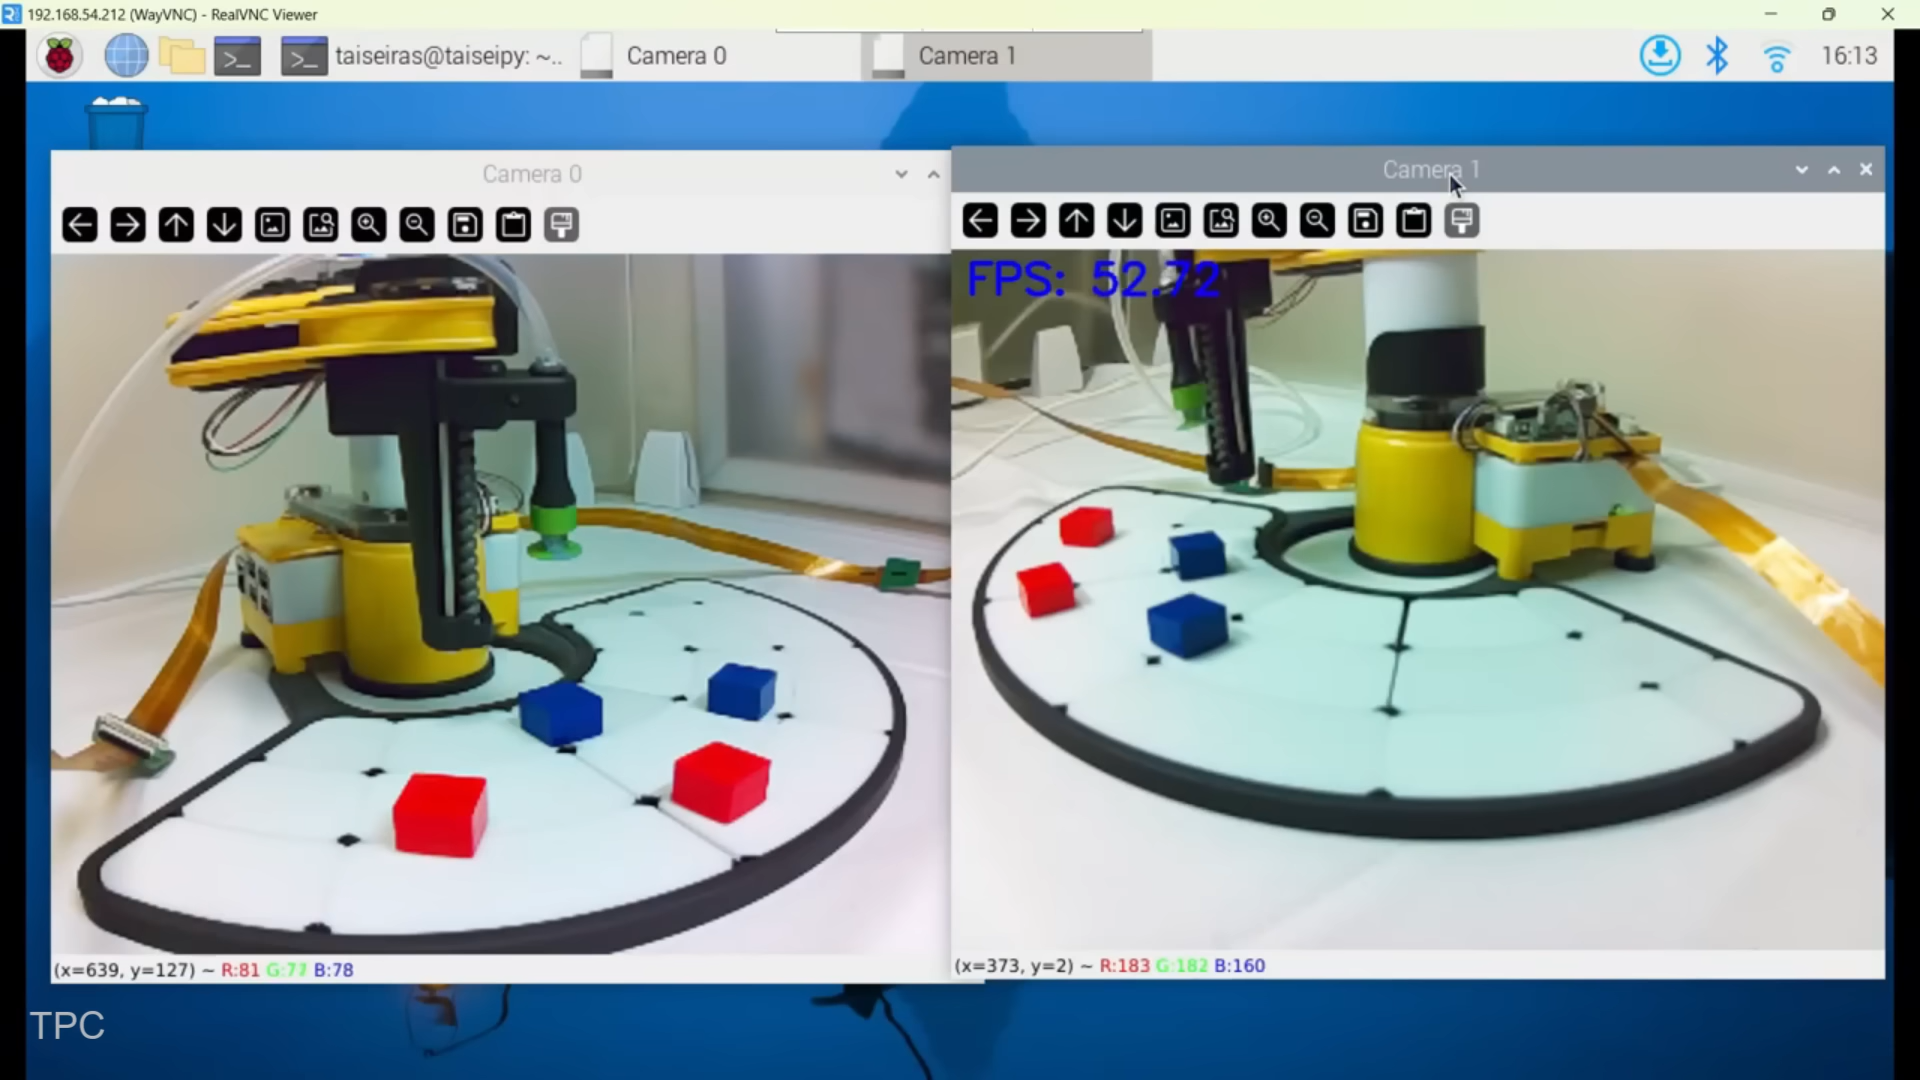 192.168.54.212 (WayVNC) - RealVNC Viewer
taiseiras@taiseipy: ~..
Camera 0
Camera 1
16:13
Camera 0
Camera 1
FPS: 52.72
(x=639, y=127) ~ R:81 G:77 B:78
(x=373, y=2) ~ R:183 G:182 B:160
TPC